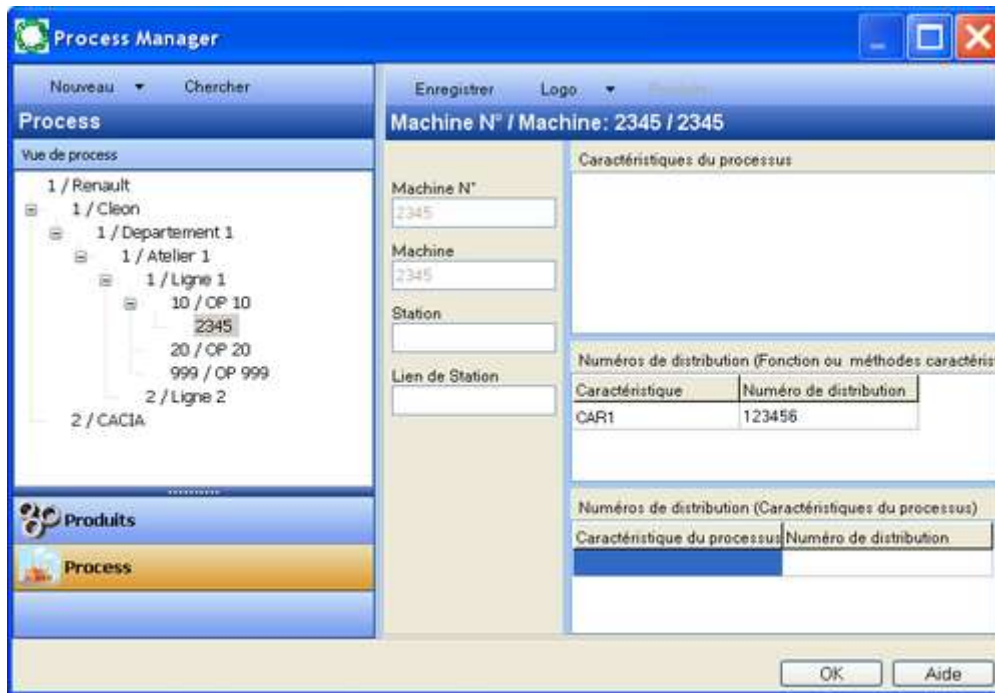 Process Manager
Nouveau Chercher
Process
Vue de process
1 / Renault
1 / Cleon
1 / Departement 1
1 / Atelier 1
1 / Ligne 1
10 / OP 10
2345
20 / OP 20
999 / OP 999
2 / Ligne 2
2 / CACIA
Produits
Process
Enregistrer Logo
Machine N° / Machine: 2345 / 2345
Machine N°
2345
Machine
2345
Station
Lien de Station
Caractéristiques du processus
Numéros de distribution (Fonction ou méthodes caractéris
Caractéristique Numéro de distribution
CAR1 123456
Numéros de distribution (Caractéristiques du processus)
Caractéristique du processus Numéro de distribution
OK Aide